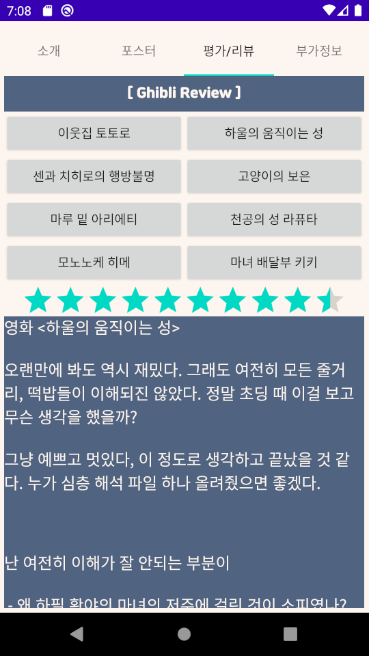 7:08
소개 포스터 평가/리뷰 부가정보
[ Ghibli Review ]
이웃집 토토로 하울의 움직이는 성
센과 치히로의 행방불명 고양이의 보은
마루 밑 아리에티 천공의 성 라퓨타
모노노케 히메 마녀 배달부 키키
영화 <하울의 움직이는 성>
오랜만에 봐도 역시 재밌다. 그래도 여전히 모든 줄거
리, 떡밥들이 이해되진 않았다. 정말 초딩 때 이걸 보고
무슨 생각을 했을까?
그냥 예쁘고 멋있다, 이 정도로 생각하고 끝났을 것 같
다. 누가 심층 해석 파일 하나 올려줬으면 좋겠다.
난 여전히 이해가 잘 안되는 부분이
- 왜 하필 황야의 마녀의 저주에 걸린 것이 소피였나?